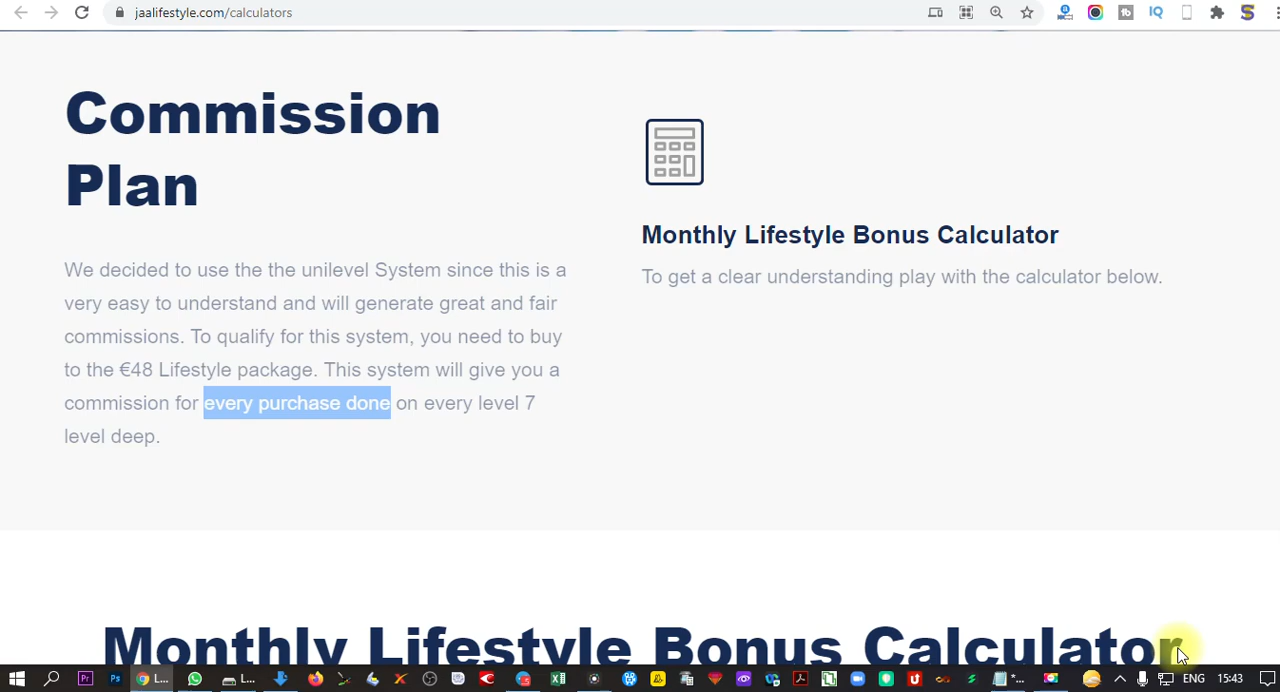 jaalifestyle.com/calculators
Commission
Plan
We decided to use the the unilevel System since this is a
very easy to understand and will generate great and fair
commissions. To qualify for this system, you need to buy
to the €48 Lifestyle package. This system will give you a
commission for every purchase done on every level 7
level deep.
Monthly Lifestyle Bonus Calculator
To get a clear understanding play with the calculator below.
Monthly Lifestyle Bonus Calculator
L...
L...
ENG
15:43